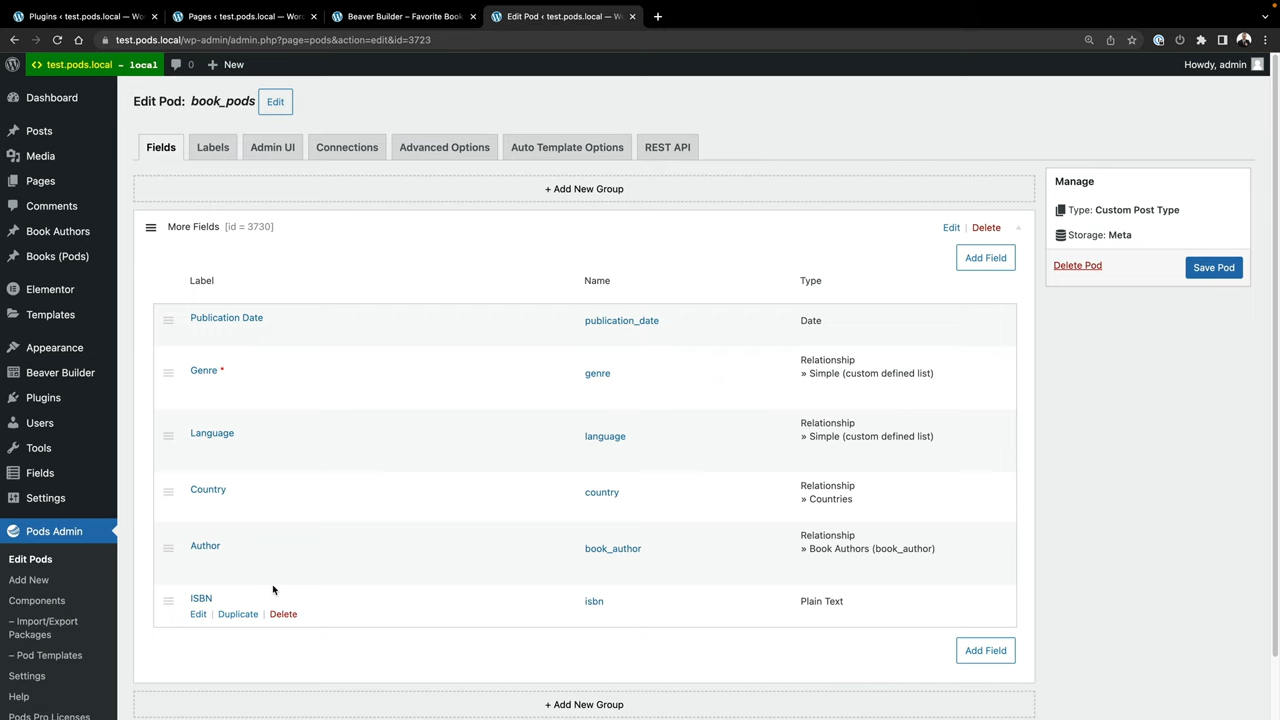 Plugins ‹ test.pods.local — Wo
Pages ‹ test.pods.local — Wor
Beaver Builder – Favorite Book
Edit Pod ‹ test.pods.local — W
test.pods.local/wp-admin/admin.php?page=pods&action=edit&id=3723
<> test.pods.local - local
0
+ New
Howdy, admin
Dashboard
Posts
Media
Pages
Comments
Book Authors
Books (Pods)
Elementor
Templates
Appearance
Beaver Builder
Plugins
Users
Tools
Fields
Settings
Pods Admin
Edit Pods
Add New
Components
– Import/Export
Packages
– Pod Templates
Settings
Help
Pods Pro Licenses
Edit Pod: book_pods Edit
Fields Labels Admin UI Connections Advanced Options Auto Template Options REST API
+ Add New Group
More Fields [id = 3730] Edit | Delete
Add Field
Label Name Type
Publication Date publication_date Date
Genre * genre Relationship
» Simple (custom defined list)
Language language Relationship
» Simple (custom defined list)
Country country Relationship
» Countries
Author book_author Relationship
» Book Authors (book_author)
ISBN isbn Plain Text
Edit | Duplicate | Delete
Add Field
+ Add New Group
Manage
Type: Custom Post Type
Storage: Meta
Delete Pod Save Pod